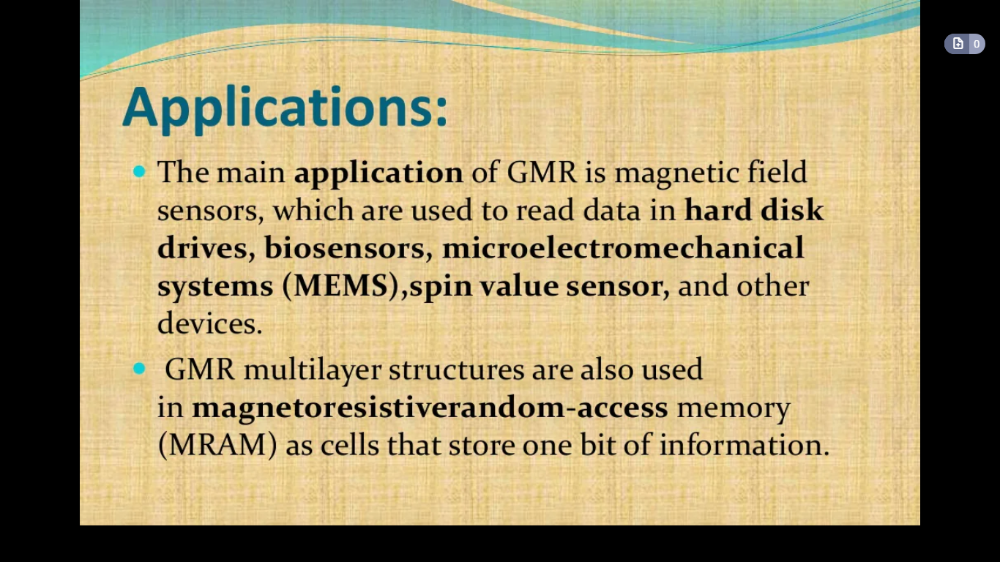 Applications:
The main application of GMR is magnetic field
sensors, which are used to read data in hard disk
drives, biosensors, microelectromechanical
systems (MEMS),spin value sensor, and other
devices.
GMR multilayer structures are also used
in magnetoresistiverandom-access memory
(MRAM) as cells that store one bit of information.
0